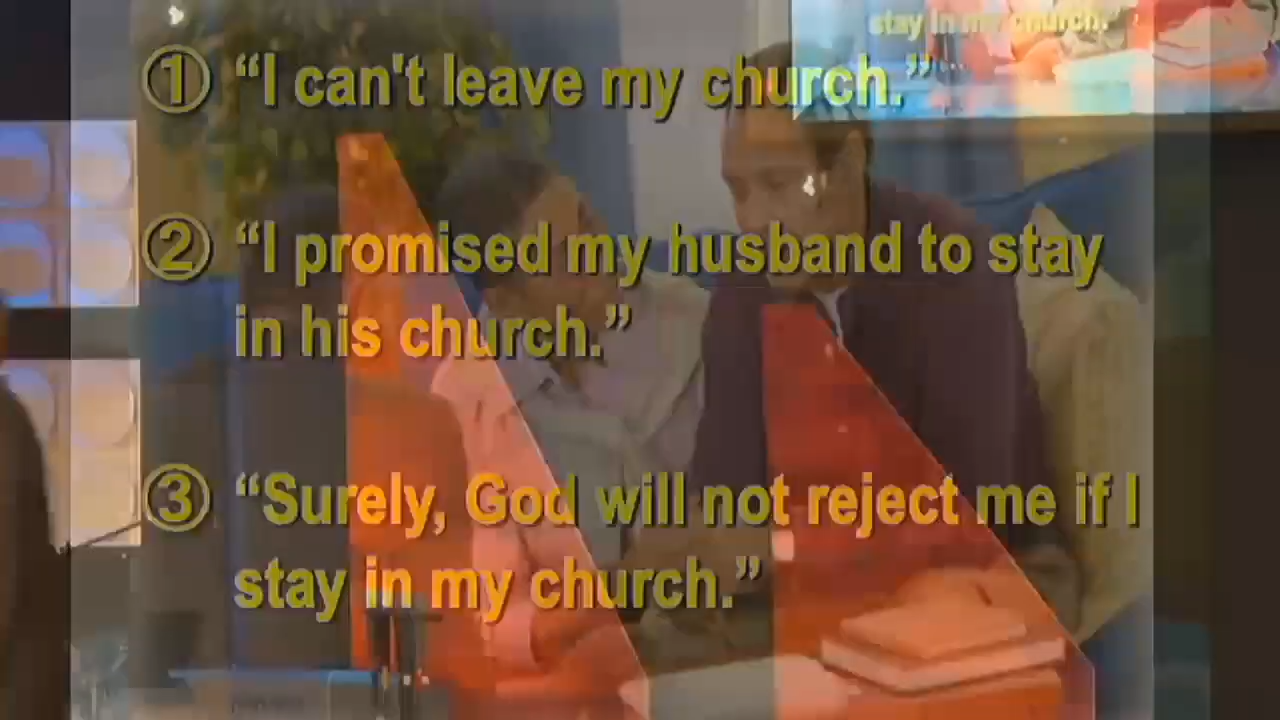 stay in my church."
① “I can't leave my church.”
② “I promised my husband to stay
in his church.”
③ “Surely, God will not reject me if I
stay in my church.”